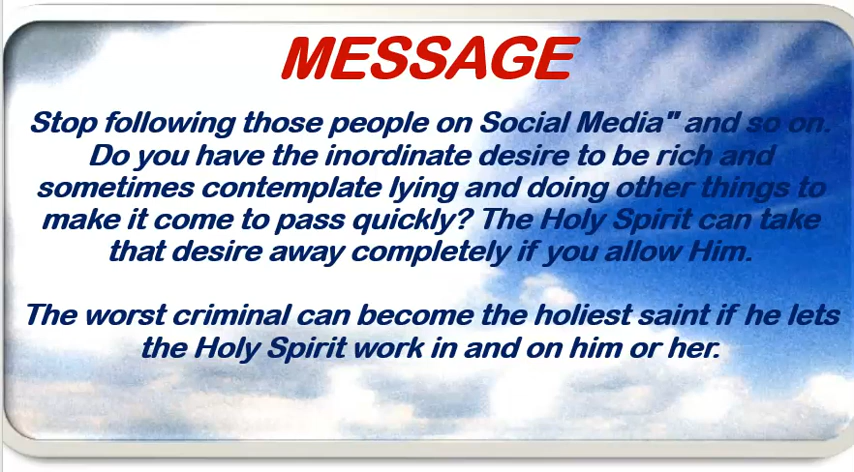 MESSAGE
Stop following those people on Social Media" and so on.
Do you have the inordinate desire to be rich and
sometimes contemplate lying and doing other things to
make it come to pass quickly? The Holy Spirit can take
that desire away completely if you allow Him.
The worst criminal can become the holiest saint if he lets
the Holy Spirit work in and on him or her.